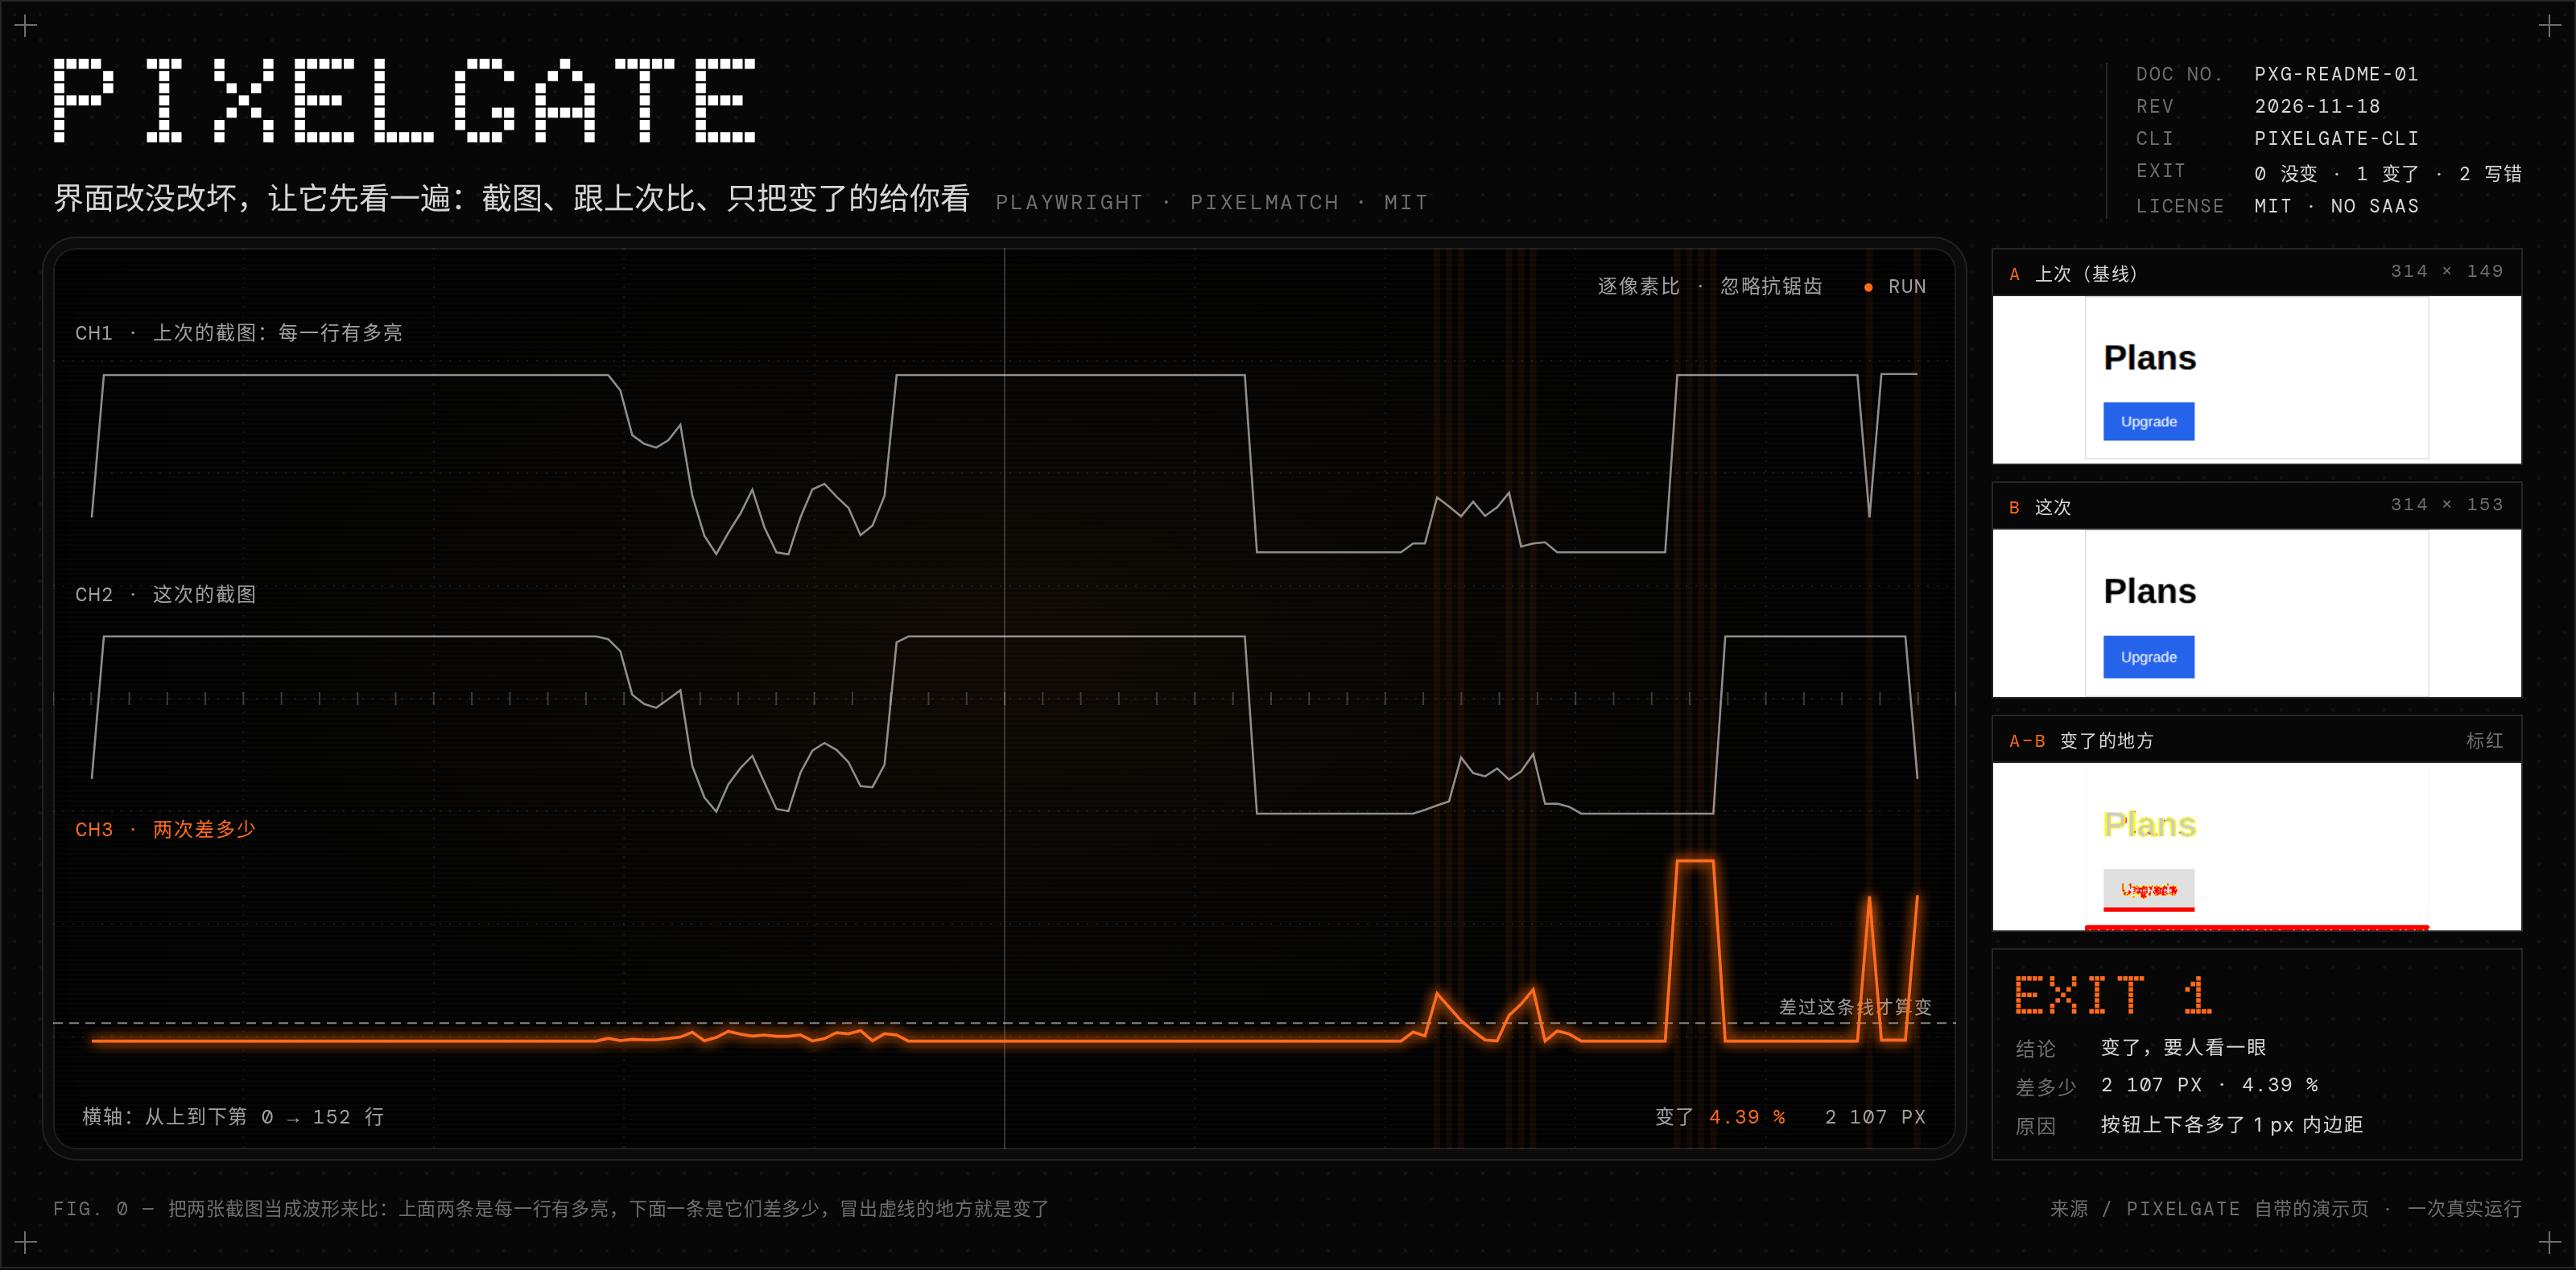 PIXELGATE
界面改没改坏，让它先看一遍：截图、跟上次比、只把变了的给你看 PLAYWRIGHT · PIXELMATCH · MIT
DOC NO. PXG-README-01
REV 2026-11-18
CLI PIXELGATE-CLI
EXIT 0 没变 · 1 变了 · 2 写错
LICENSE MIT · NO SAAS
逐像素比 · 忽略抗锯齿 RUN
CH1 · 上次的截图：每一行有多亮
CH2 · 这次的截图
CH3 · 两次差多少
差过这条线才算变
横轴：从上到下第 0 → 152 行
变了 4.39 % 2 107 PX
A 上次（基线） 314 × 149
Plans
Upgrade
B 这次 314 × 153
Plans
Upgrade
A-B 变了的地方 标红
Plans
Upgrade
EXIT 1
结论 变了，要人看一眼
差多少 2 107 PX · 4.39 %
原因 按钮上下各多了 1 px 内边距
FIG. 0 — 把两张截图当成波形来比：上面两条是每一行有多亮，下面一条是它们差多少，冒出虚线的地方就是变了
来源 / PIXELGATE 自带的演示页 · 一次真实运行